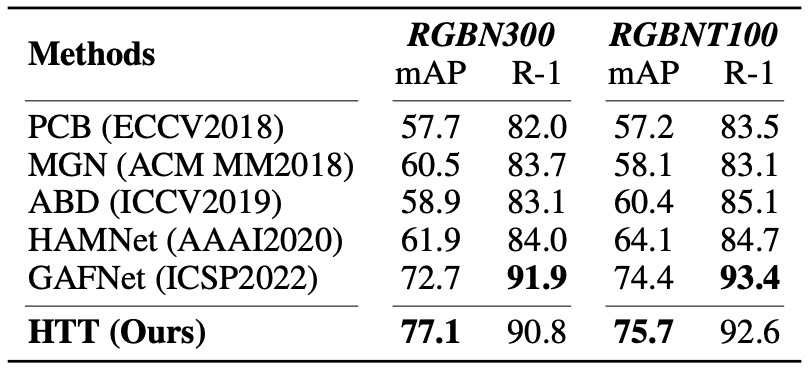 Methods RGBN300 RGBNT100
mAP R-1 mAP R-1
PCB (ECCV2018) 57.7 82.0 57.2 83.5
MGN (ACM MM2018) 60.5 83.7 58.1 83.1
ABD (ICCV2019) 58.9 83.1 60.4 85.1
HAMNet (AAAI2020) 61.9 84.0 64.1 84.7
GAFNet (ICSP2022) 72.7 91.9 74.4 93.4
HTT (Ours) 77.1 90.8 75.7 92.6